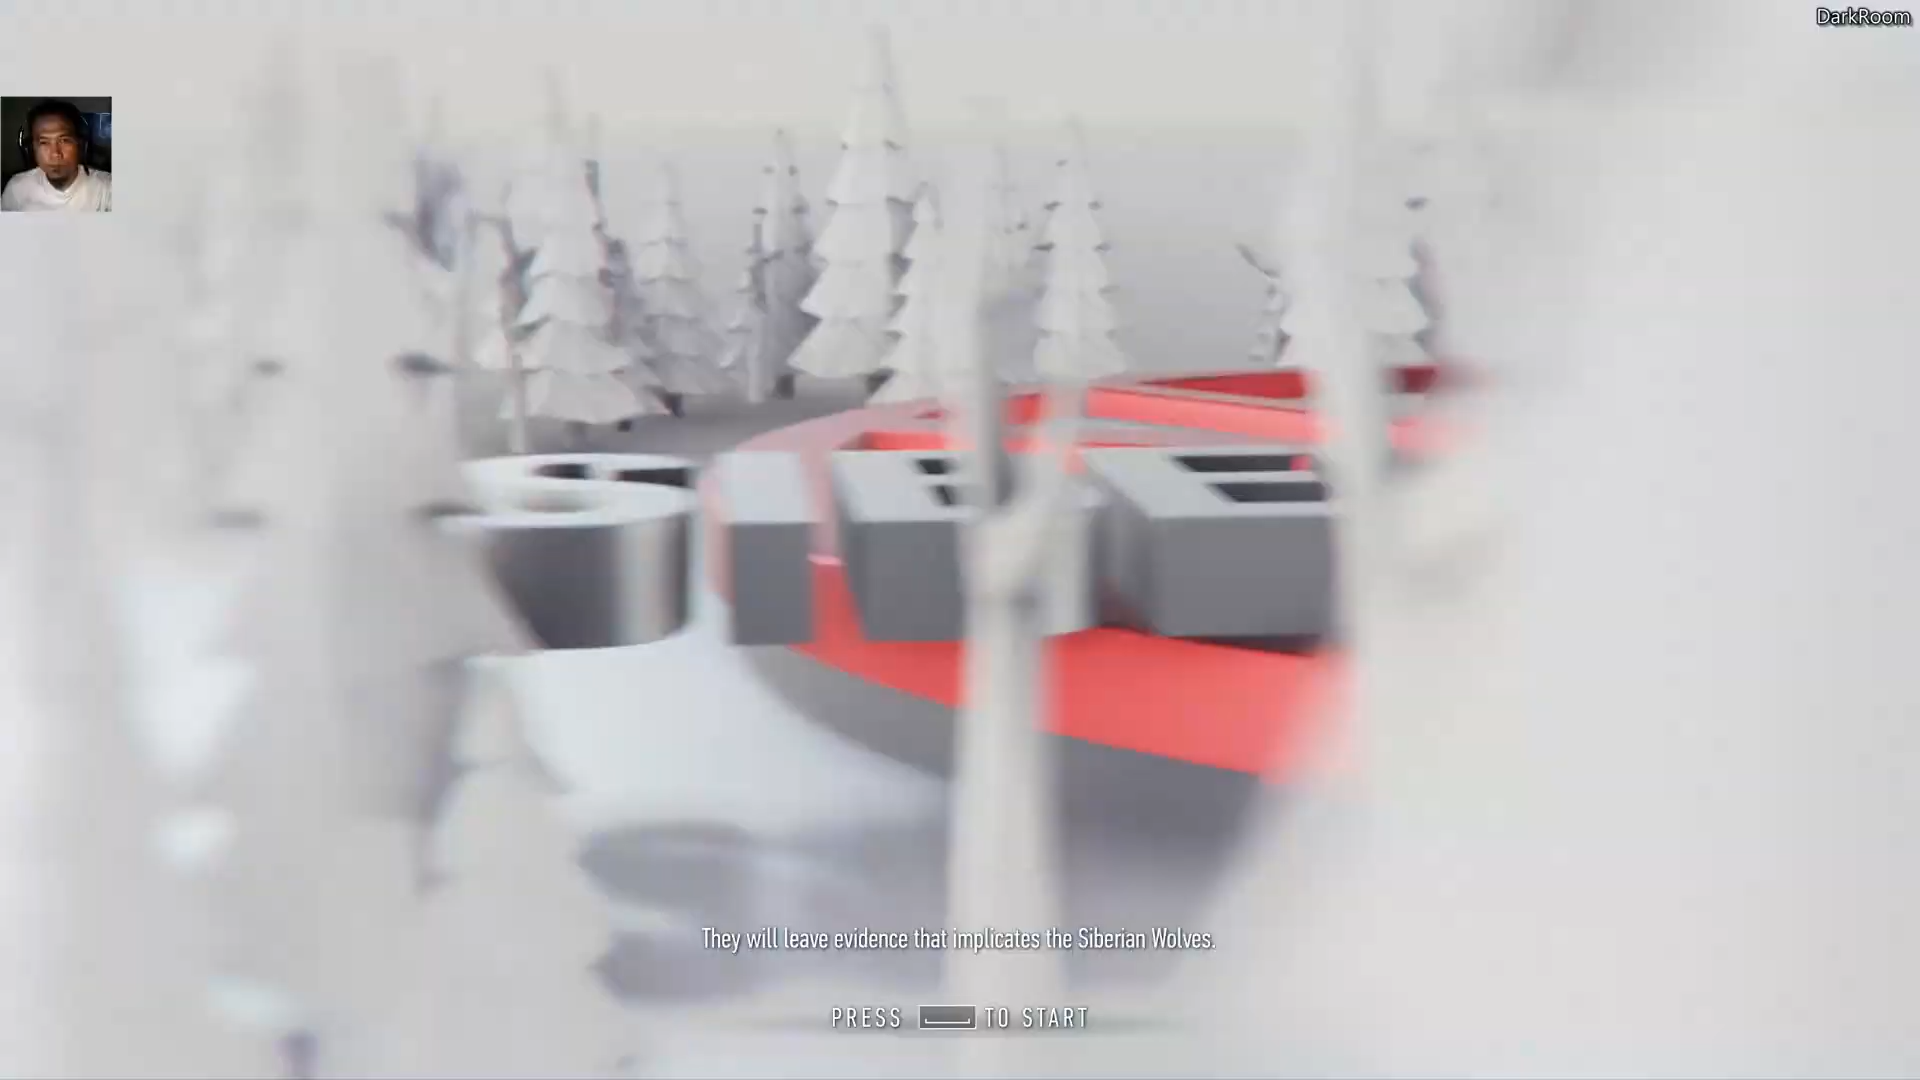 DarkRoom
They will leave evidence that implicates the Siberian Wolves.
PRESS TO START